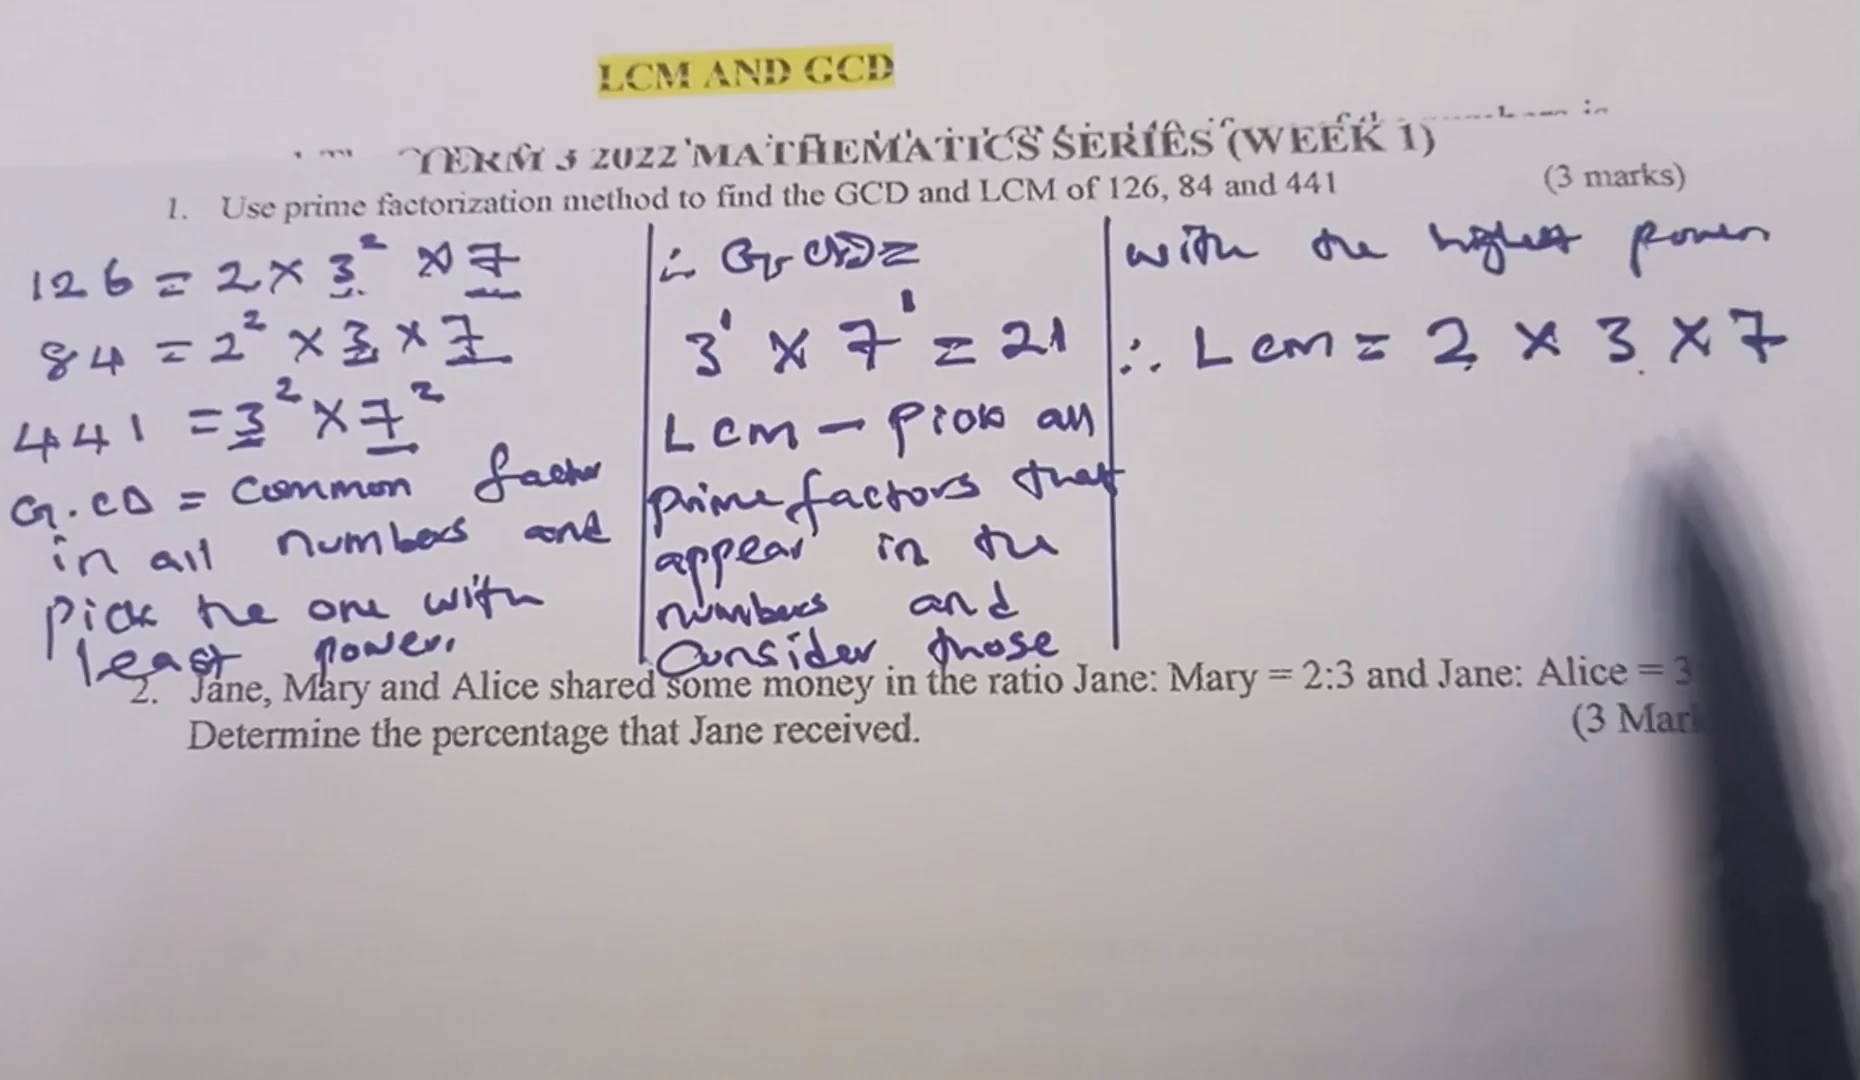 LCM AND GCD
TERM 3 2022 MATHEMATICS SERIES (WEEK 1)
1. Use prime factorization method to find the GCD and LCM of 126, 84 and 441 (3 marks)
126 = 2 × 3² × 7
84 = 2² × 3 × 7
441 = 3² × 7²
G.CD = Common factor
in all numbers and
pick the one with
least power.
∴ G.CD =
3¹ × 7¹ = 21
LCM – pick all
prime factors that
appear in the
numbers and
Consider those
with the highest power
∴ LCM = 2 × 3 × 7
2. Jane, Mary and Alice shared some money in the ratio Jane: Mary = 2:3 and Jane: Alice = 3
Determine the percentage that Jane received. (3 Mar